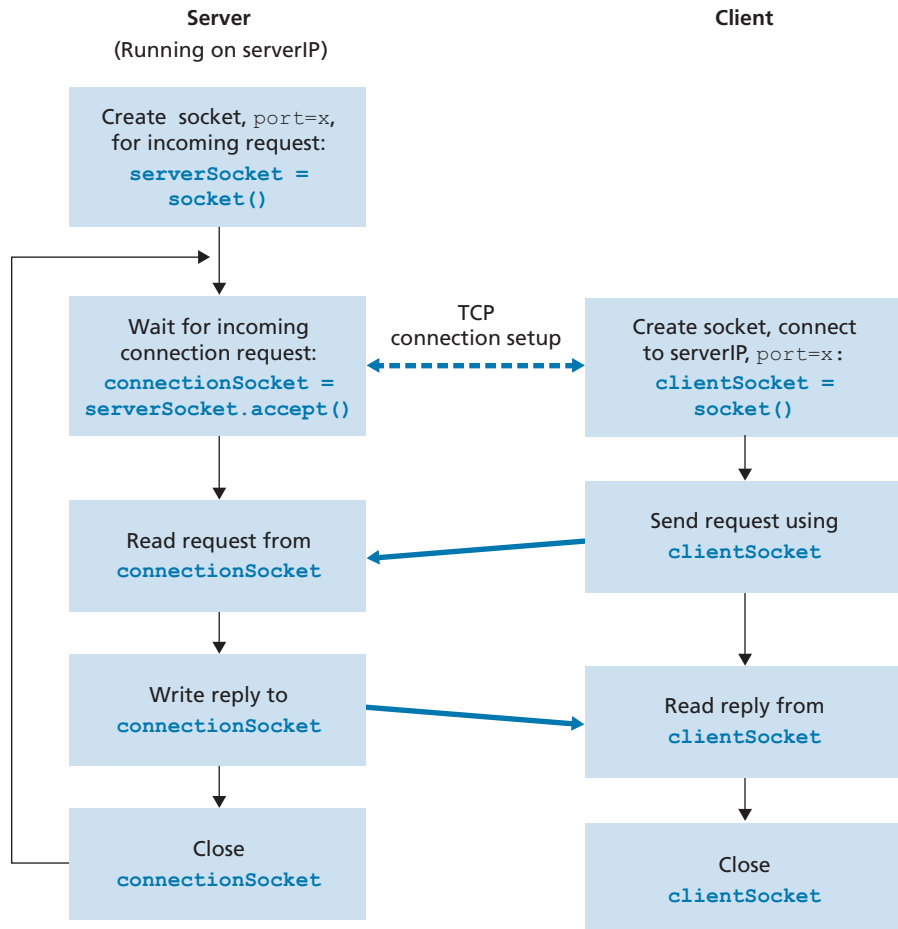 Server
(Running on serverIP)
Create socket, port=x,
for incoming request:
serverSocket =
socket()
Wait for incoming
connection request:
connectionSocket =
serverSocket.accept()
Read request from
connectionSocket
Write reply to
connectionSocket
Close
connectionSocket
TCP
connection setup
Client
Create socket, connect
to serverIP, port=x:
clientSocket =
socket()
Send request using
clientSocket
Read reply from
clientSocket
Close
clientSocket